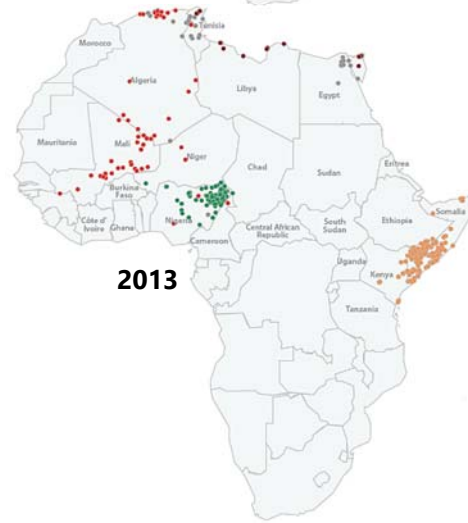 Tunisia
Morocco
Algeria
Libya
Egypt
Mauritania
Mali
Niger
Chad
Sudan
Eritrea
Burkina
Faso
Côte d'
Ivoire
Ghana
Nigeria
Cameroon
Central African
Republic
South
Sudan
Ethiopia
Somalia
Uganda
Kenya
Tanzania
2013